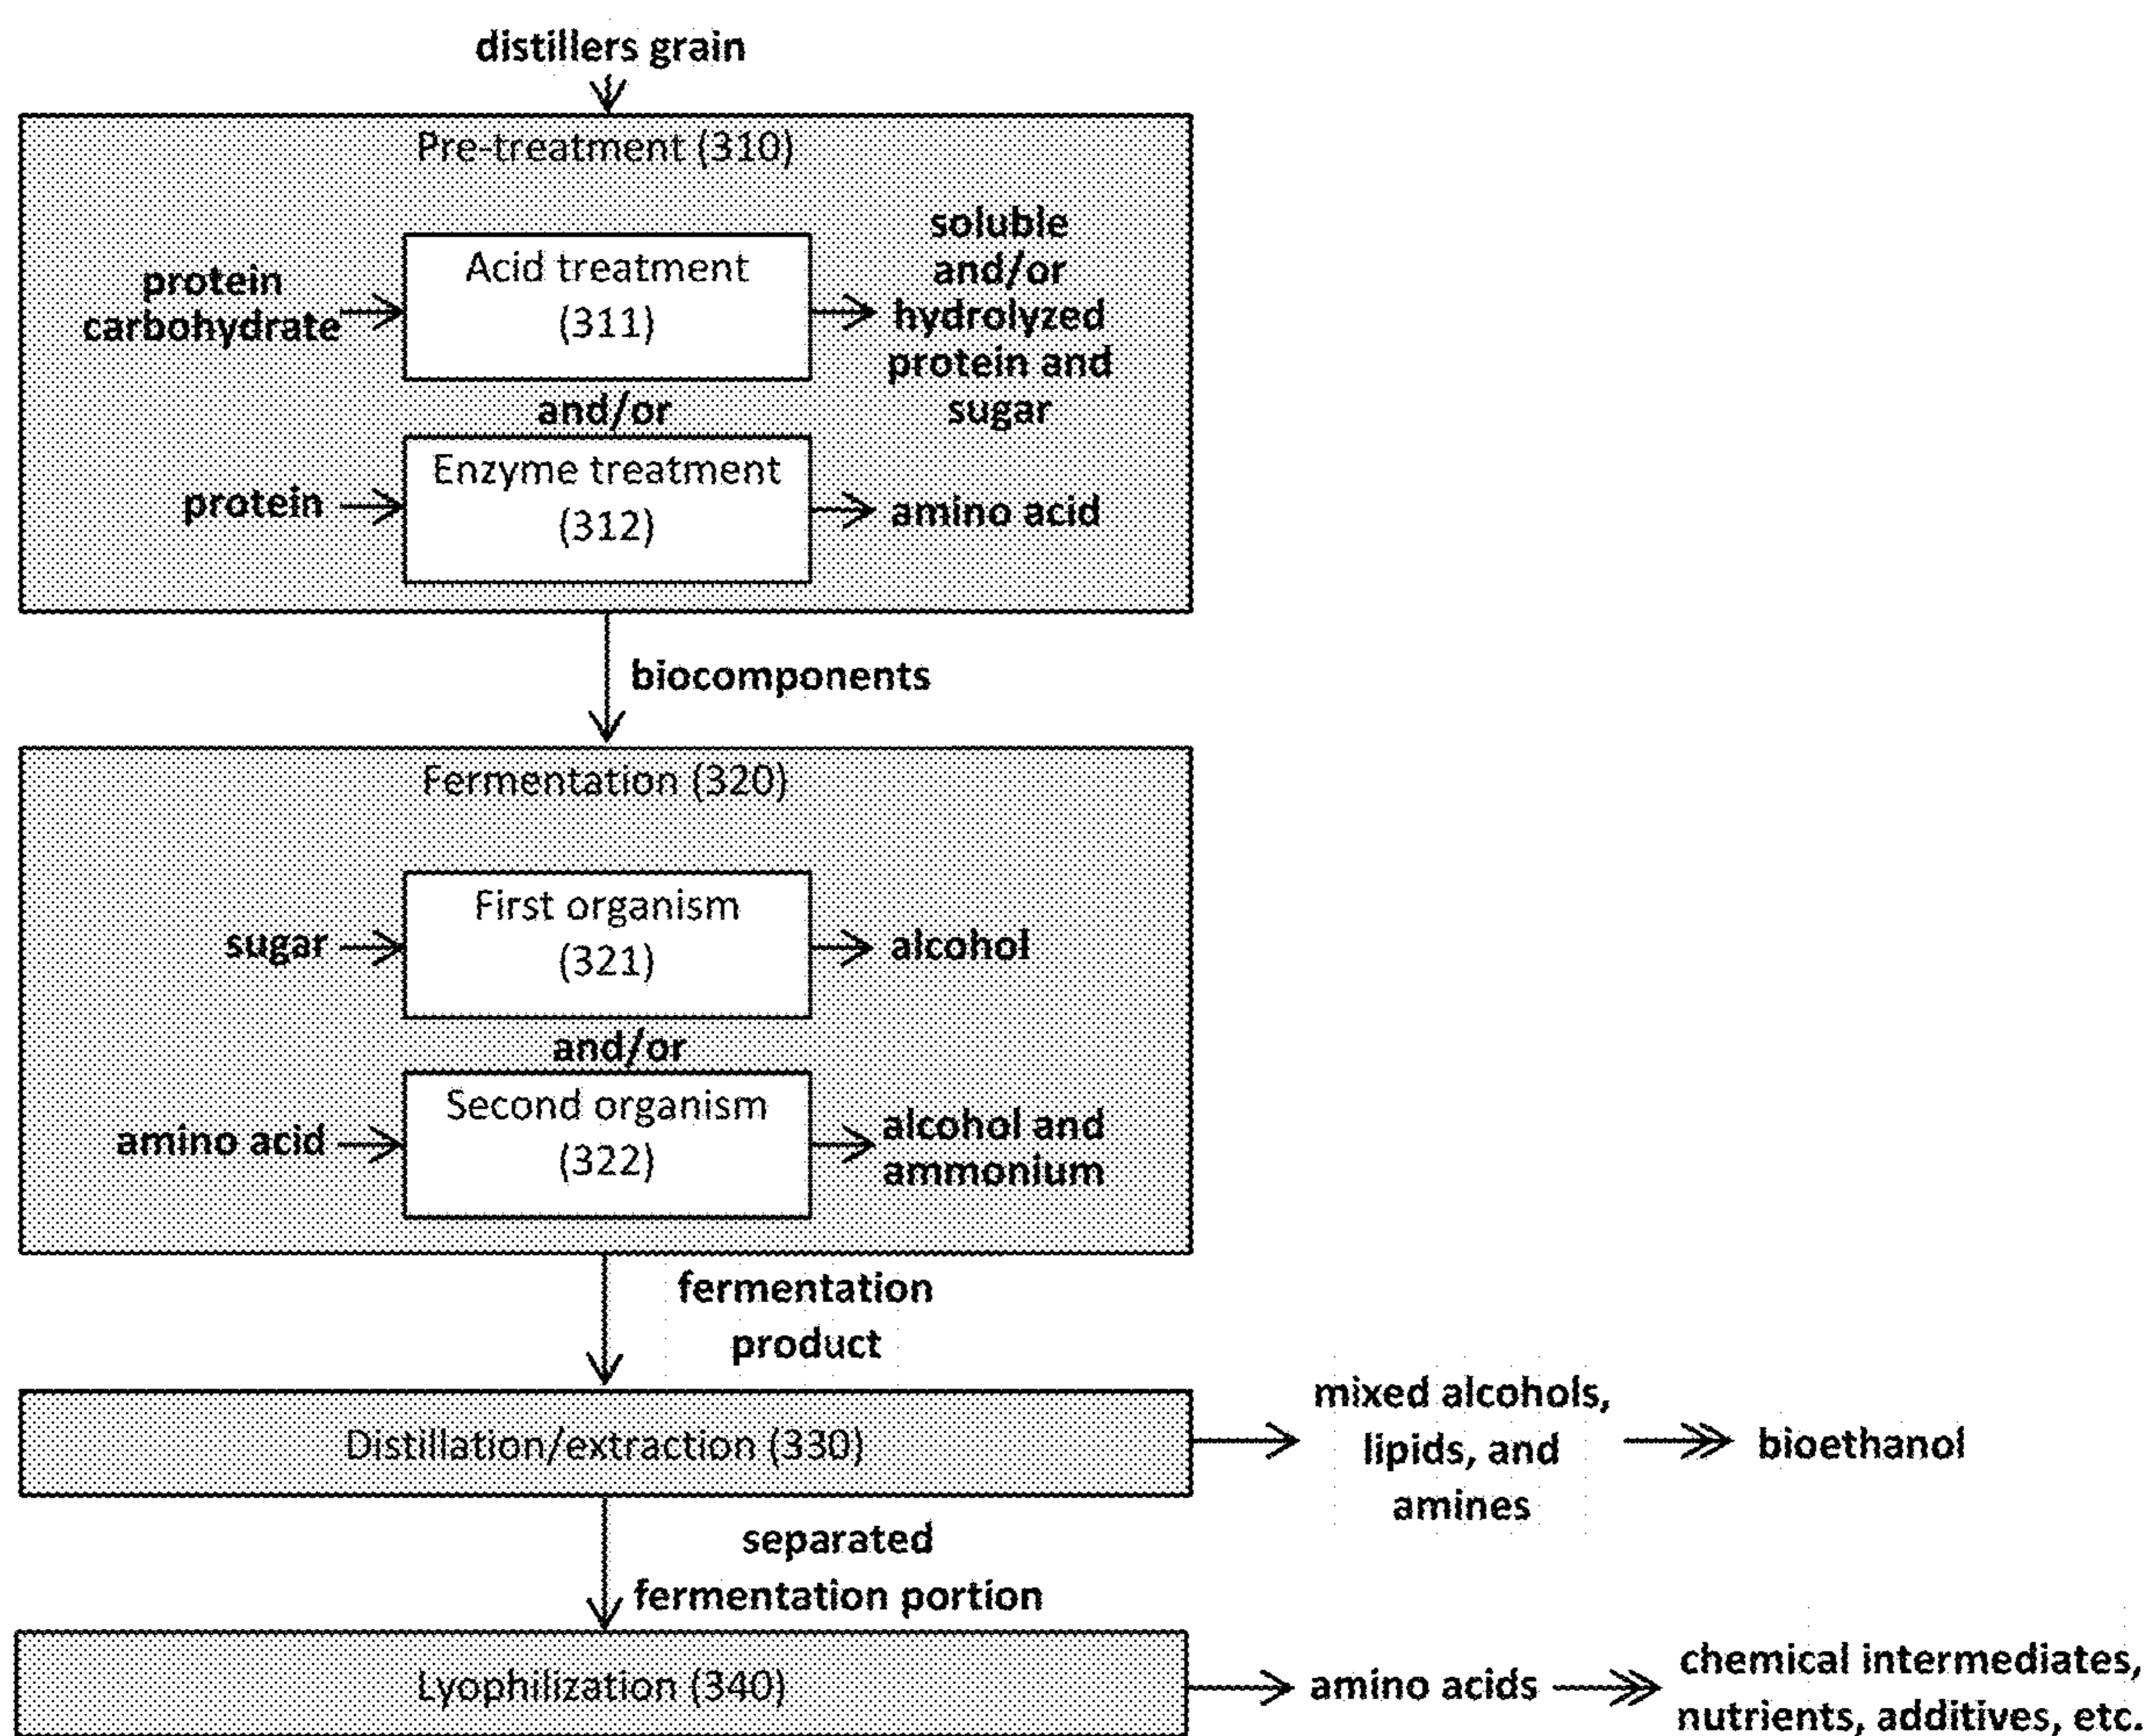 distillers grain
Pre-treatment (310)
protein
carbohydrate
Acid treatment
(311)
soluble
and/or
hydrolyzed
protein and
sugar
and/or
protein
Enzyme treatment
(312)
amino acid
biocomponents
Fermentation (320)
sugar
First organism
(321)
alcohol
and/or
amino acid
Second organism
(322)
alcohol and
ammonium
fermentation
product
Distillation/extraction (330)
mixed alcohols,
lipids, and
amines
bioethanol
separated
fermentation portion
Lyophilization (340)
amino acids
chemical intermediates,
nutrients, additives, etc.